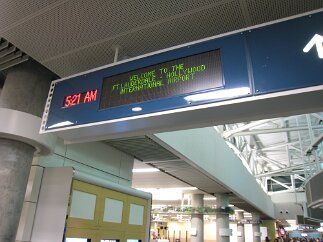 5:21 AM
WELCOME TO THE
FT LAUDERDALE - HOLLYWOOD
INTERNATIONAL AIRPORT